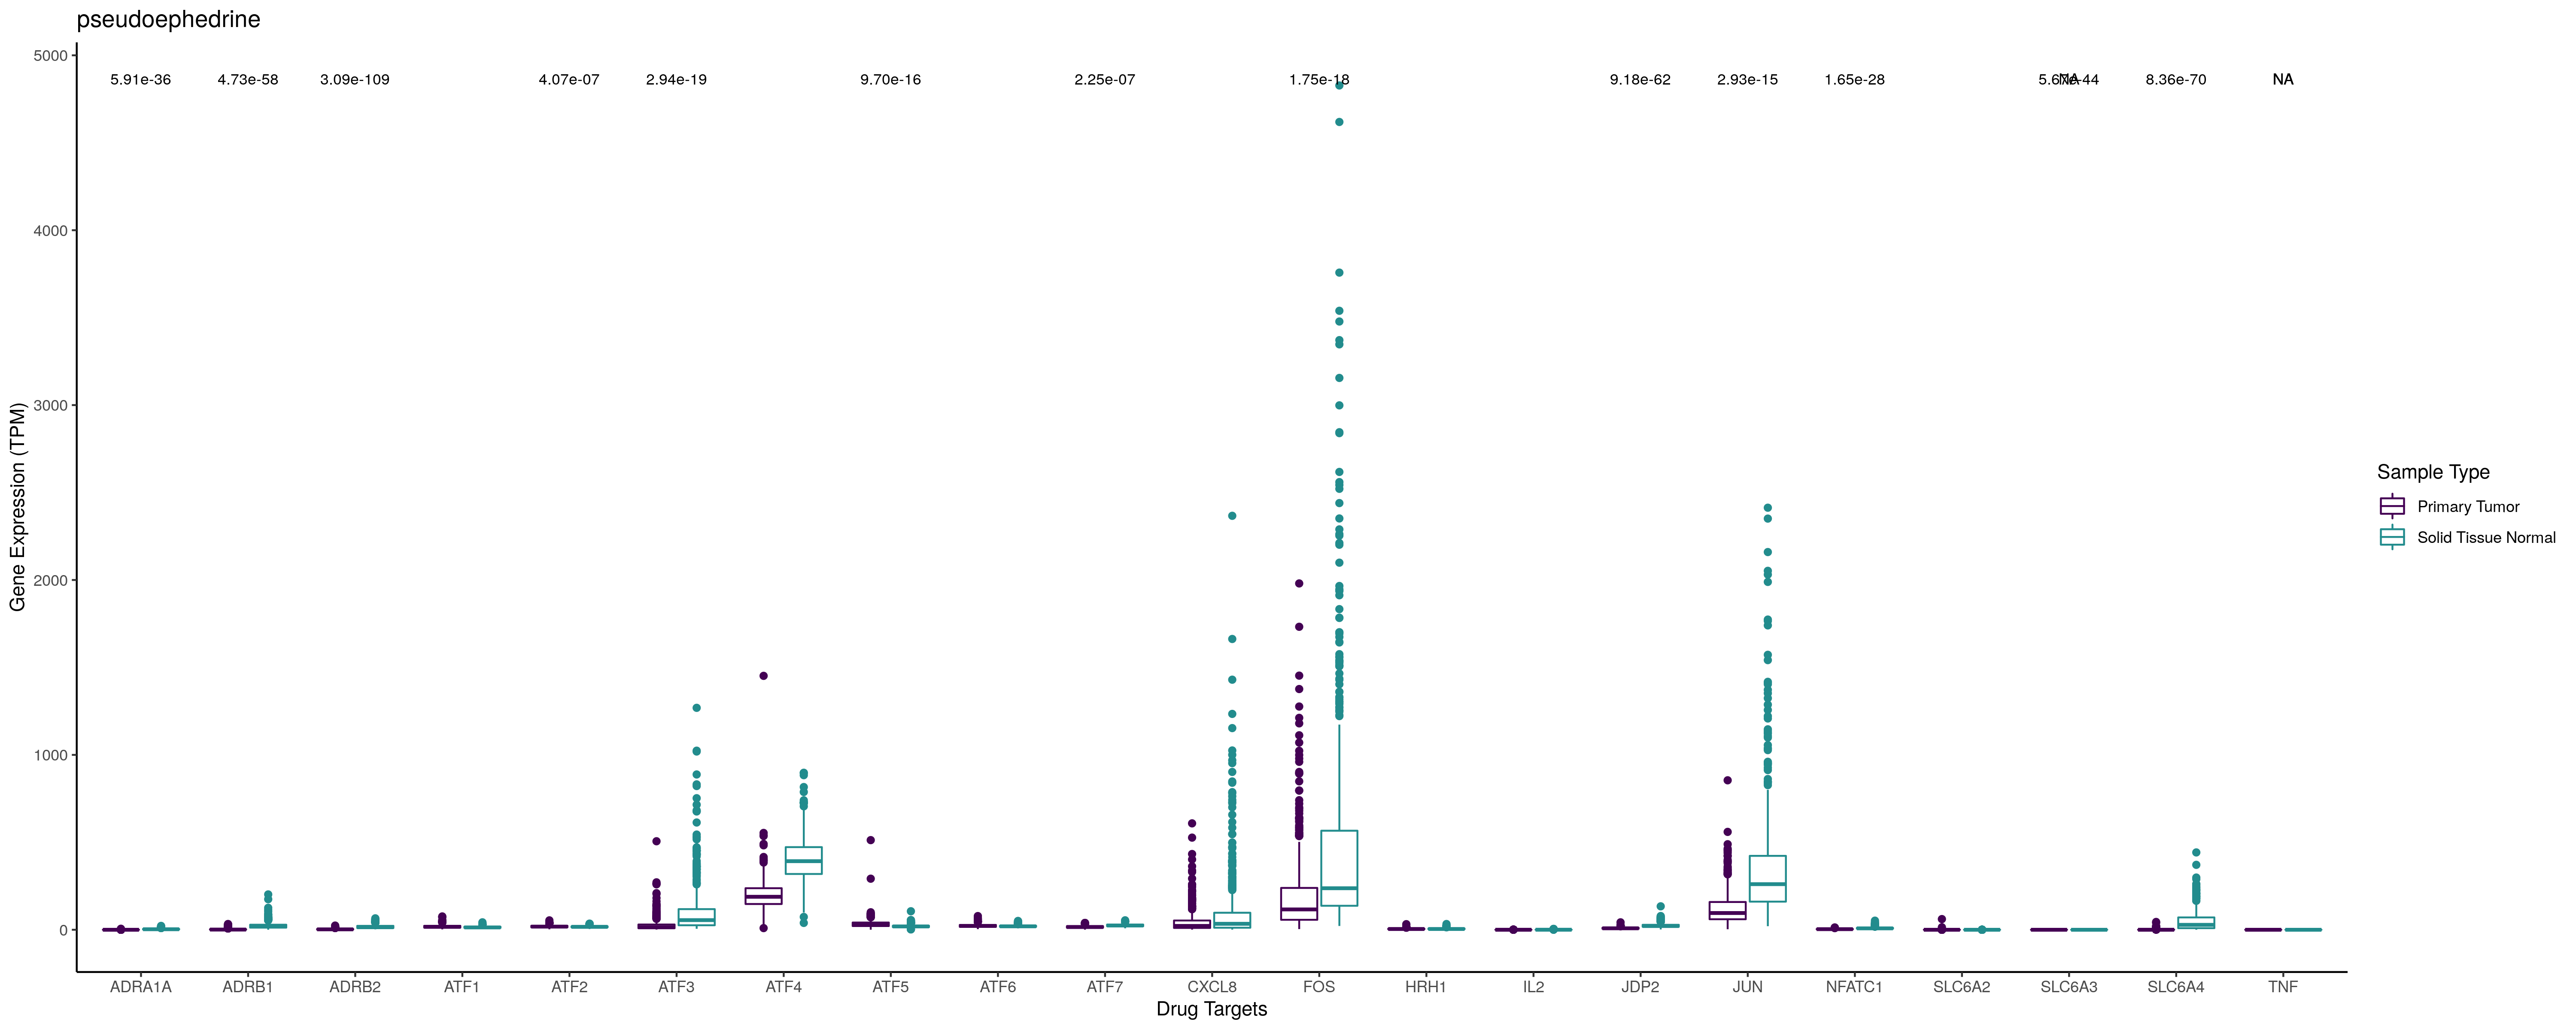 pseudoephedrine
5000
4000
3000
2000
1000
0
Gene Expression (TPM)
5.91e-36 4.73e-58 3.09e-109 4.07e-07 2.94e-19 9.70e-16 2.25e-07 1.75e-18 9.18e-62 2.93e-15 1.65e-28 NA 8.36e-70 NA
ADRA1A ADRB1 ADRB2 ATF1 ATF2 ATF3 ATF4 ATF5 ATF6 ATF7 CXCL8 FOS HRH1 IL2 JDP2 JUN NFATC1 SLC6A2 SLC6A3 SLC6A4 TNF
Drug Targets
Sample Type
Primary Tumor
Solid Tissue Normal